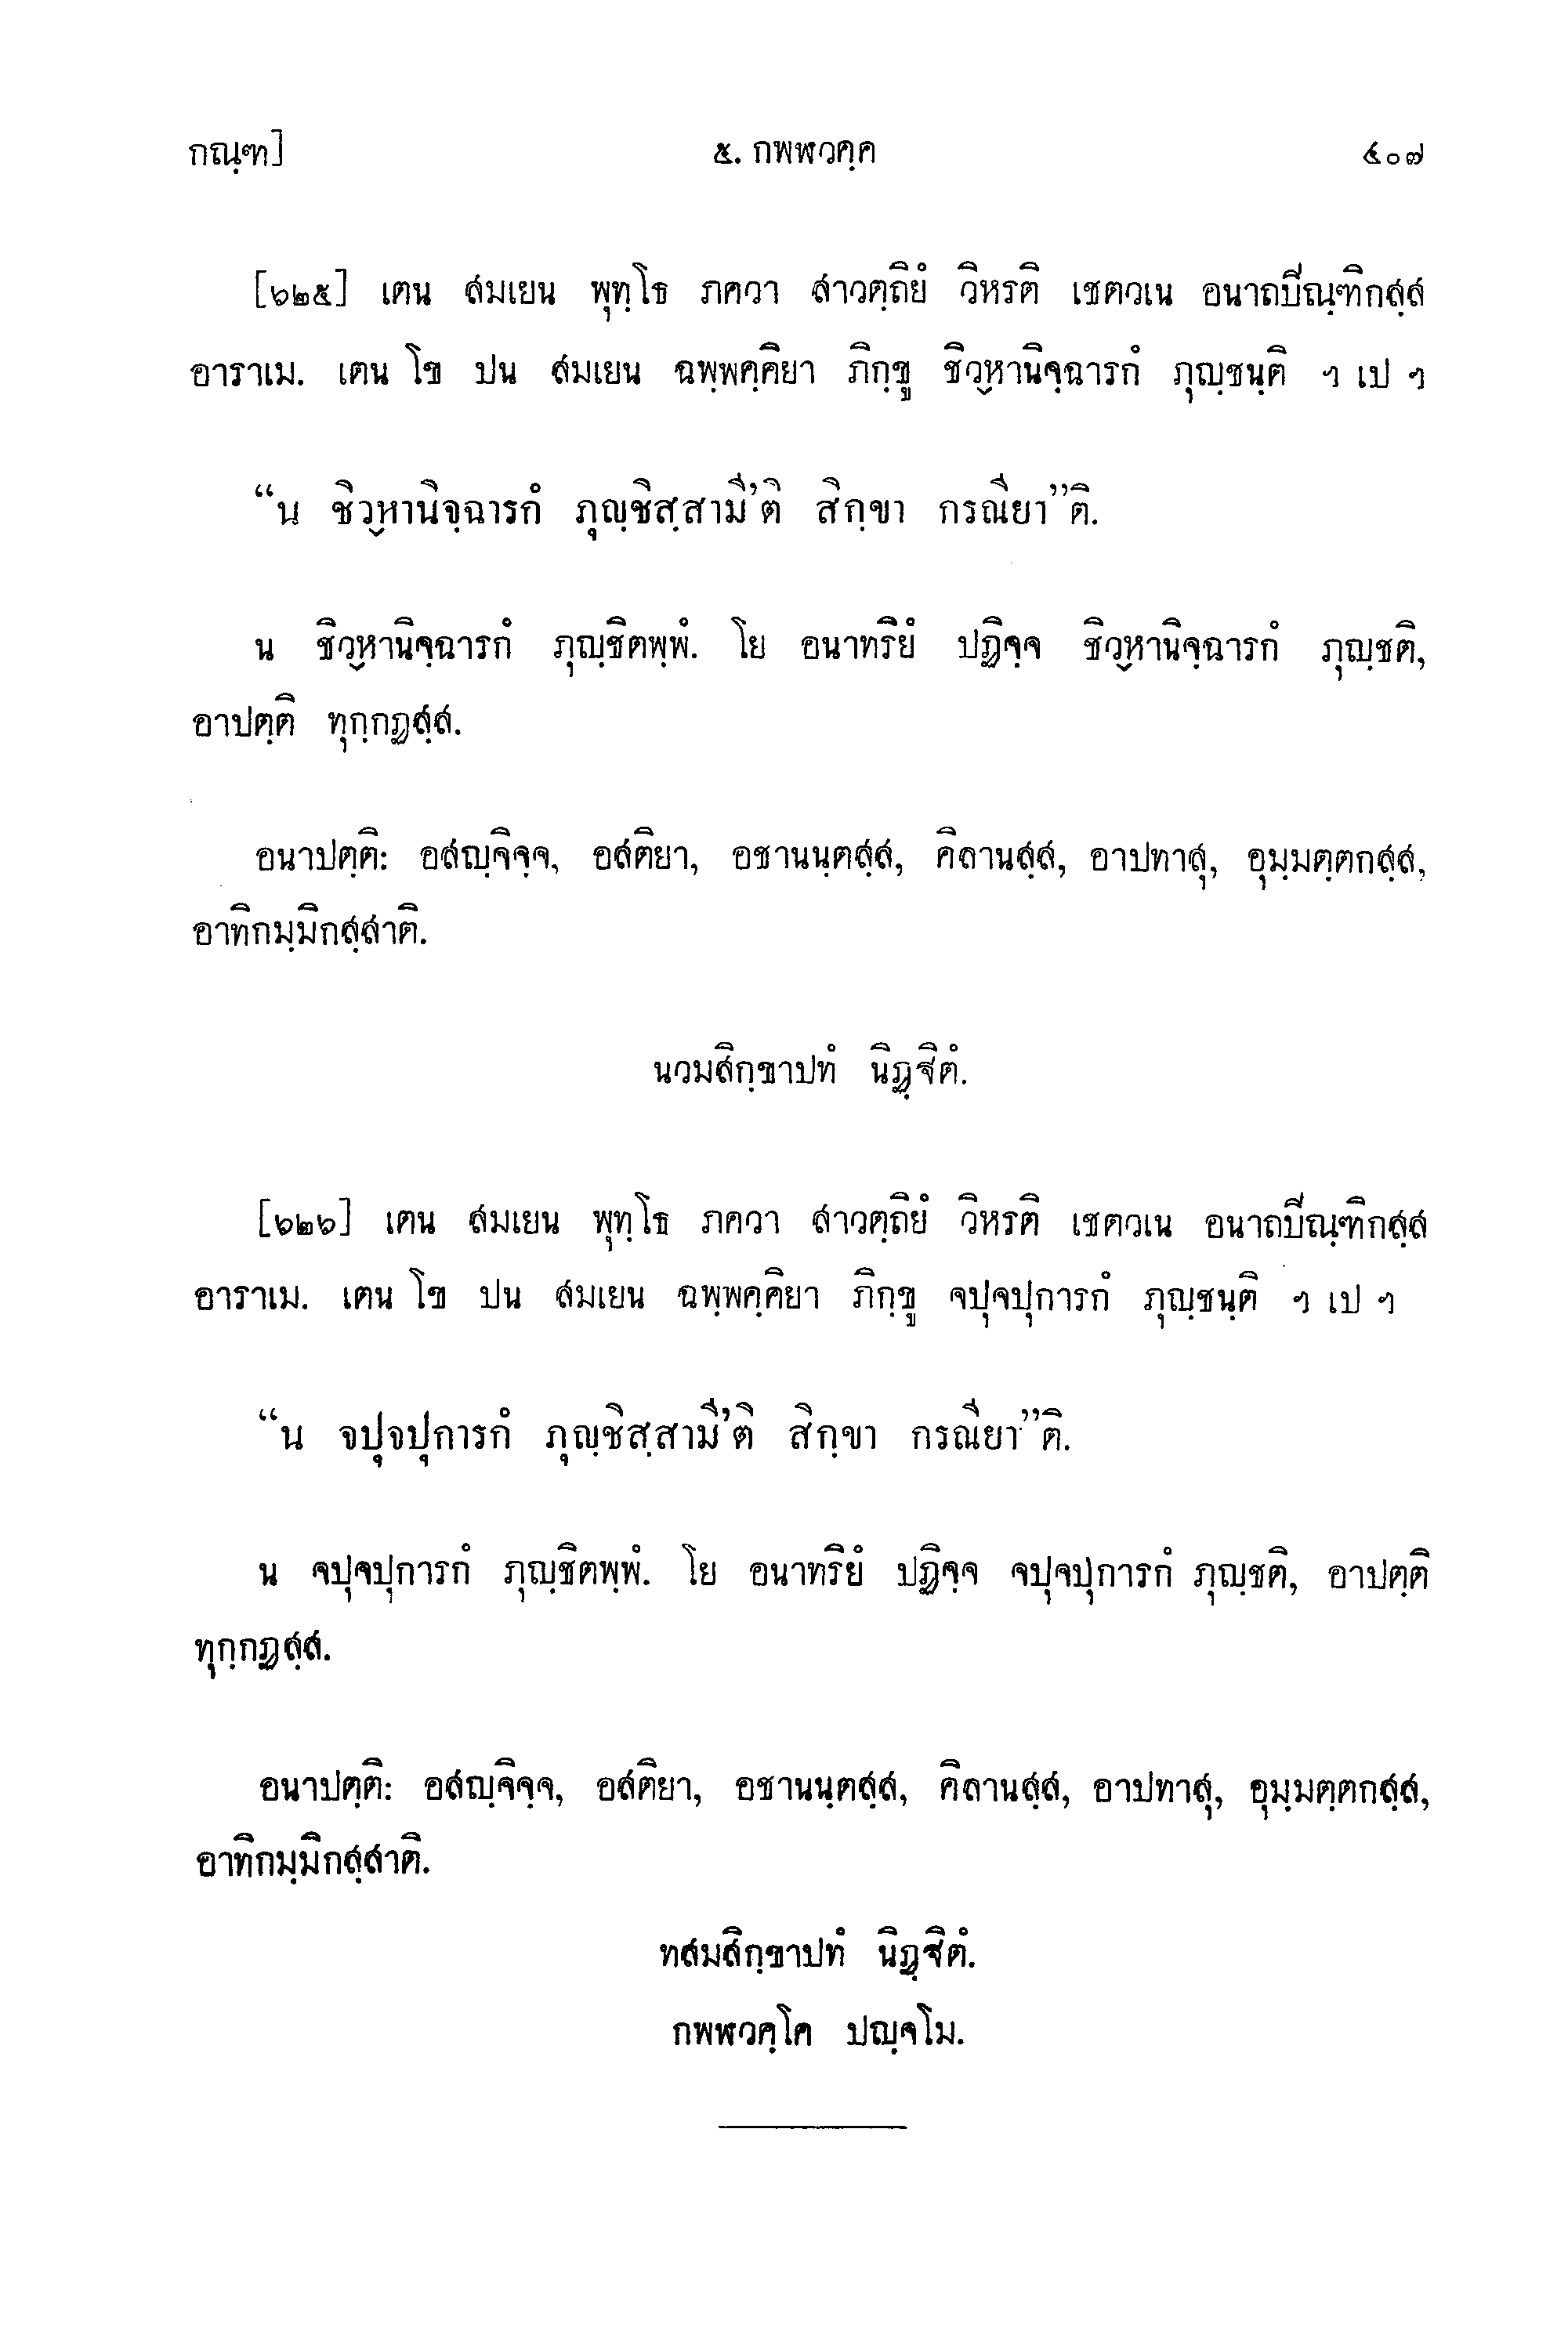 กณฺฑ] ๕. กพฬวคฺค ๔๐๗
[๖๒๕] เตน สมเยน พุทฺโธ ภควา สาวตฺถิยํ วิหรติ เชตวเน อนาถปิณฺฑิกสฺส
อาราเม. เตน โข ปน สมเยน ฉพฺพคฺคิยา ภิกฺขู ชิวฺหานิจฺฉารกํ ภุญฺชนฺติ ฯ เป ฯ
“น ชิวฺหานิจฺฉารกํ ภุญฺชิสฺสามี’ติ สิกฺขา กรณียา”ติ.
น ชิวฺหานิจฺฉารกํ ภุญฺชิตพฺพํ. โย อนาทริยํ ปฏิจฺจ ชิวฺหานิจฺฉารกํ ภุญฺชติ,
อาปตฺติ ทุกฺกฏสฺส.
อนาปตฺติ: อสญฺจิจฺจ, อสติยา, อชานนฺตสฺส, คิลานสฺส, อาปทาสุ, อุมฺมตฺตกสฺส,
อาทิกมฺมิกสฺสาติ.
นวมสิกฺขาปทํ นิฏฺฐิตํ.
[๖๒๖] เตน สมเยน พุทฺโธ ภควา สาวตฺถิยํ วิหรติ เชตวเน อนาถปิณฺฑิกสฺส
อาราเม. เตน โข ปน สมเยน ฉพฺพคฺคิยา ภิกฺขู จปุจปุการกํ ภุญฺชนฺติ ฯ เป ฯ
“น จปุจปุการกํ ภุญฺชิสฺสามี’ติ สิกฺขา กรณียา”ติ.
น จปุจปุการกํ ภุญฺชิตพฺพํ. โย อนาทริยํ ปฏิจฺจ จปุจปุการกํ ภุญฺชติ, อาปตฺติ
ทุกฺกฏสฺส.
อนาปตฺติ: อสญฺจิจฺจ, อสติยา, อชานนฺตสฺส, คิลานสฺส, อาปทาสุ, อุมฺมตฺตกสฺส,
อาทิกมฺมิกสฺสาติ.
ทสมสิกฺขาปทํ นิฏฺฐิตํ.
กพฬวคฺโค ปญฺจโม.